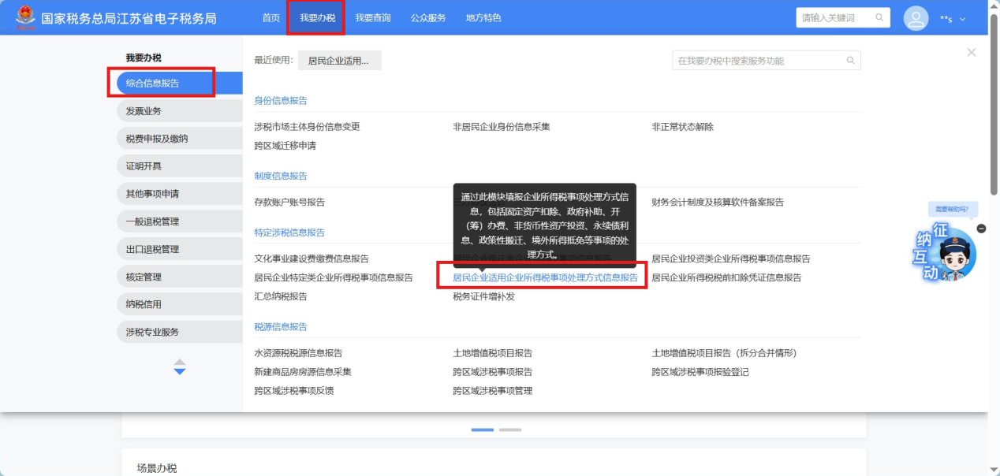 国家税务总局江苏省电子税务局 首页 我要办税 我要查询 公众服务 地方特色 请输入关键词 **s
我要办税
综合信息报告
发票业务
税费申报及缴纳
证明开具
其他事项申请
一般退税管理
出口退税管理
核定管理
纳税信用
涉税专业服务
最近使用: 居民企业适用... 在我要办税中搜索服务功能
身份信息报告
涉税市场主体身份信息变更 非居民企业身份信息采集 非正常状态解除
跨区域迁移申请
制度信息报告
存款账户账号报告 财务会计制度及核算软件备案报告
通过此模块填报企业所得税事项处理方式信
息，包括固定资产扣除、政府补助、开
（筹）办费、非货币性资产投资、永续债利
息、政策性搬迁、境外所得抵免等事项的处
理方式。
特定涉税信息报告
文化事业建设费缴费信息报告 居民企业投资类企业所得税事项信息报告
居民企业特定类企业所得税事项信息报告 居民企业适用企业所得税事项处理方式信息报告 居民企业所得税税前扣除凭证信息报告
汇总纳税报告 税务证件增补发
税源信息报告
水资源税税源信息报告 土地增值税项目报告 土地增值税项目报告（拆分合并情形）
新建商品房房源信息采集 跨区域涉税事项报告 跨区域涉税事项报验登记
跨区域涉税事项反馈 跨区域涉税事项管理
需要帮助吗?
征纳互动
场景办税